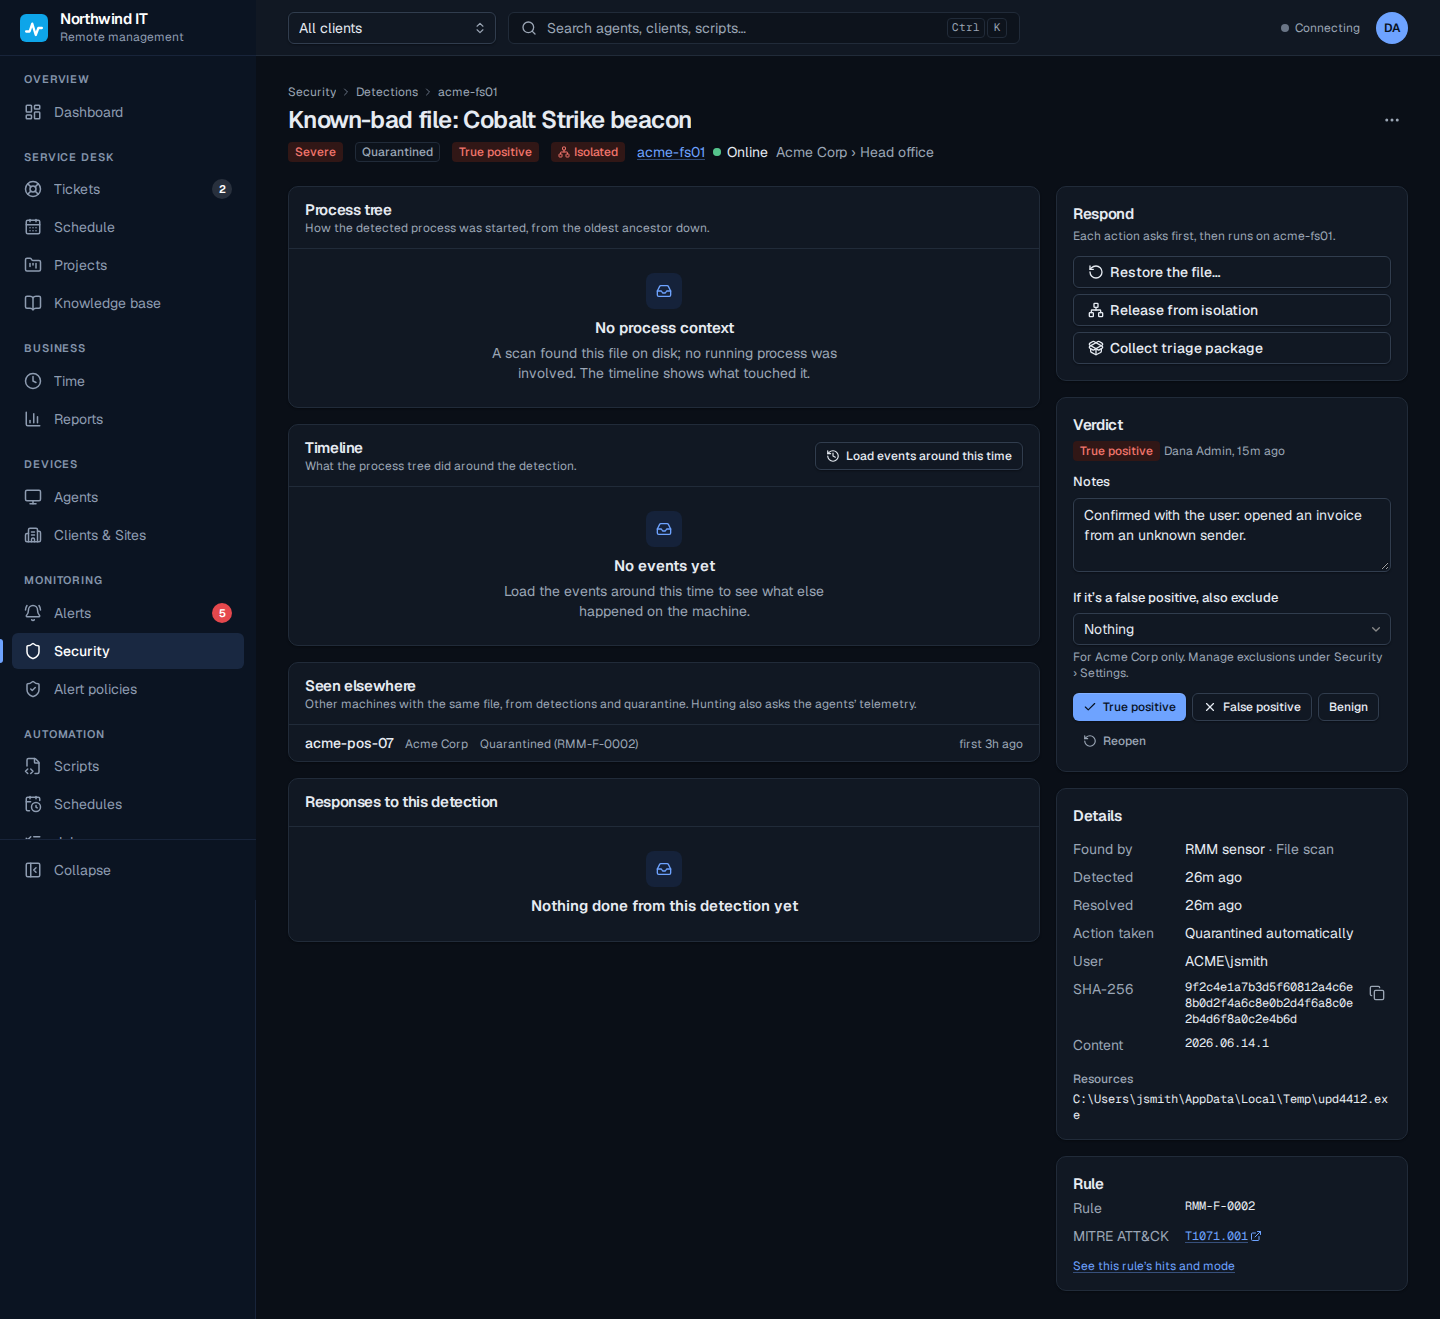 Northwind IT
Remote management
All clients
Search agents, clients, scripts...
Ctrl K
Connecting
DA
OVERVIEW
Dashboard
SERVICE DESK
Tickets 2
Schedule
Projects
Knowledge base
BUSINESS
Time
Reports
DEVICES
Agents
Clients & Sites
MONITORING
Alerts 5
Security
Alert policies
AUTOMATION
Scripts
Schedules
Collapse
Security › Detections › acme-fs01
Known-bad file: Cobalt Strike beacon
Severe Quarantined True positive Isolated acme-fs01 Online Acme Corp › Head office
Process tree
How the detected process was started, from the oldest ancestor down.
No process context
A scan found this file on disk; no running process was
involved. The timeline shows what touched it.
Timeline
What the process tree did around the detection.
Load events around this time
No events yet
Load the events around this time to see what else
happened on the machine.
Seen elsewhere
Other machines with the same file, from detections and quarantine. Hunting also asks the agents' telemetry.
acme-pos-07 Acme Corp Quarantined (RMM-F-0002) first 3h ago
Responses to this detection
Nothing done from this detection yet
Respond
Each action asks first, then runs on acme-fs01.
Restore the file...
Release from isolation
Collect triage package
Verdict
True positive Dana Admin, 15m ago
Notes
Confirmed with the user: opened an invoice
from an unknown sender.
If it's a false positive, also exclude
Nothing
For Acme Corp only. Manage exclusions under Security
› Settings.
True positive False positive Benign
Reopen
Details
Found by RMM sensor · File scan
Detected 26m ago
Resolved 26m ago
Action taken Quarantined automatically
User ACME\jsmith
SHA-256 9f2c4e1a7b3d5f60812a4c6e
8b0d2f4a6c8e0b2d4f6a8c0e
2b4d6f8a0c2e4b6d
Content 2026.06.14.1
Resources
C:\Users\jsmith\AppData\Local\Temp\upd4412.ex
e
Rule
Rule RMM-F-0002
MITRE ATT&CK T1071.001
See this rule's hits and mode